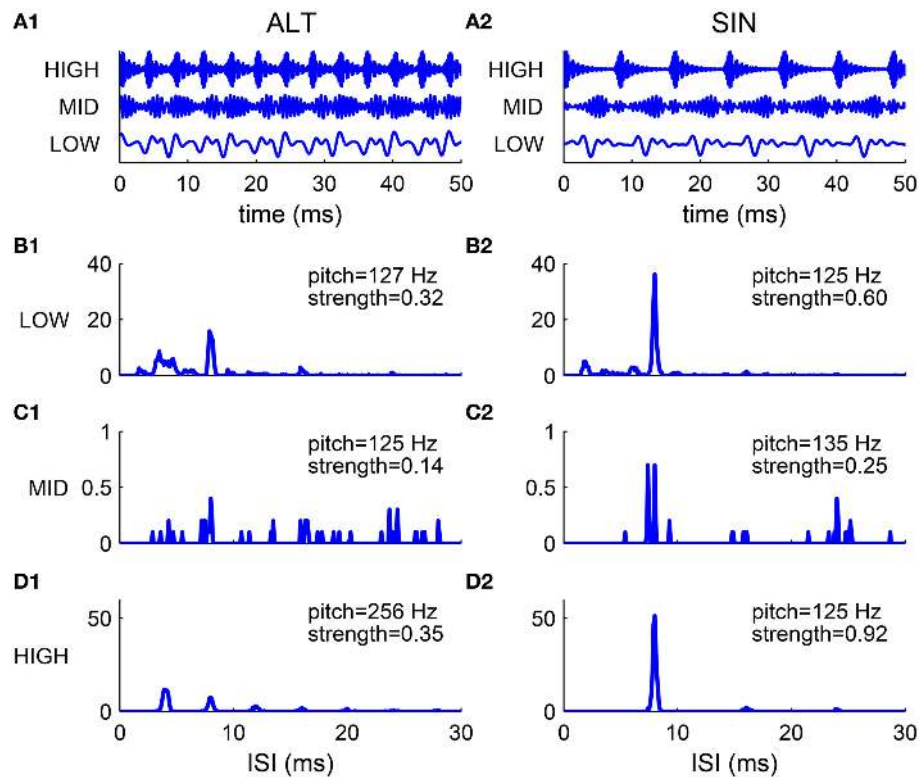 A1 ALT A2 SIN
HIGH
MID
LOW
0 10 20 30 40 50 0 10 20 30 40 50
time (ms) time (ms)
B1 B2
40 40
pitch=127 Hz pitch=125 Hz
strength=0.32 strength=0.60
LOW 20 20
0 0
C1 C2
1 1
pitch=125 Hz pitch=135 Hz
strength=0.14 strength=0.25
MID 0.5 0.5
0 0
D1 D2
50 pitch=256 Hz 50 pitch=125 Hz
strength=0.35 strength=0.92
HIGH
0 0
0 10 20 30 0 10 20 30
ISI (ms) ISI (ms)